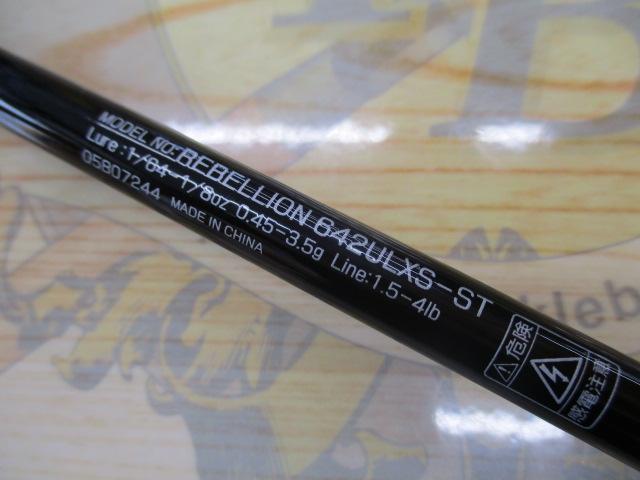 MODEL NO:REBELLION 642ULXS-ST
Lure:1/64-1/8oz 0.45-3.5g Line:1.5-4lb
05807244 MADE IN CHINA
危険
感電注意
B
kleb